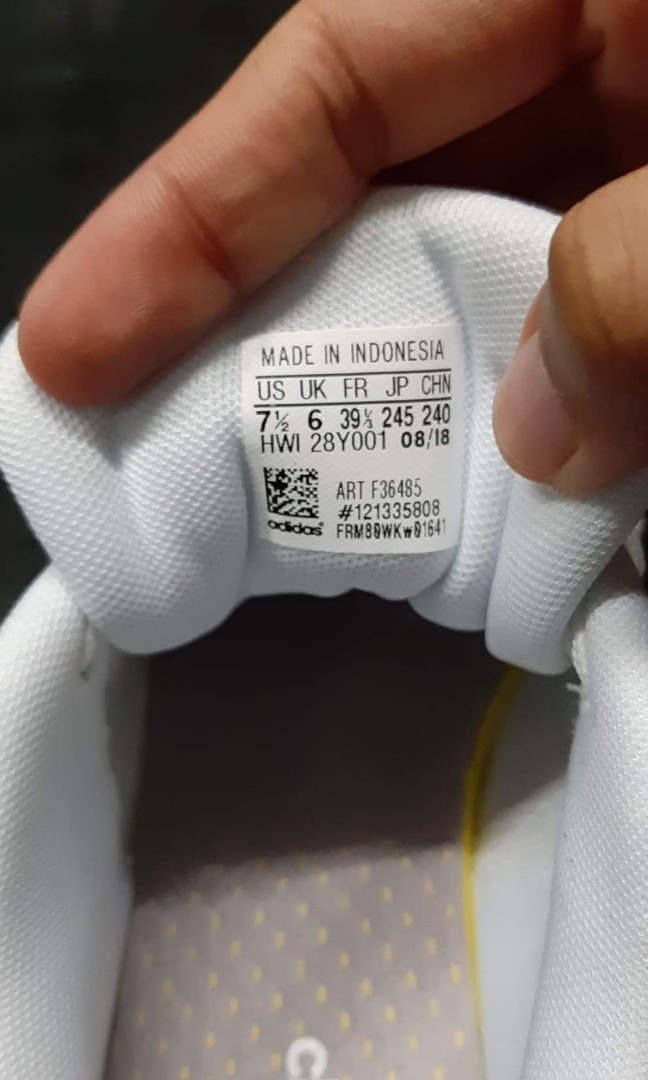 MADE IN INDONESIA
US UK FR JP CHN
7½ 6 39⅓ 245 240
HWI 28Y001 08/18
ART F36485
#121335808
adidas FRM80WKW01641
C